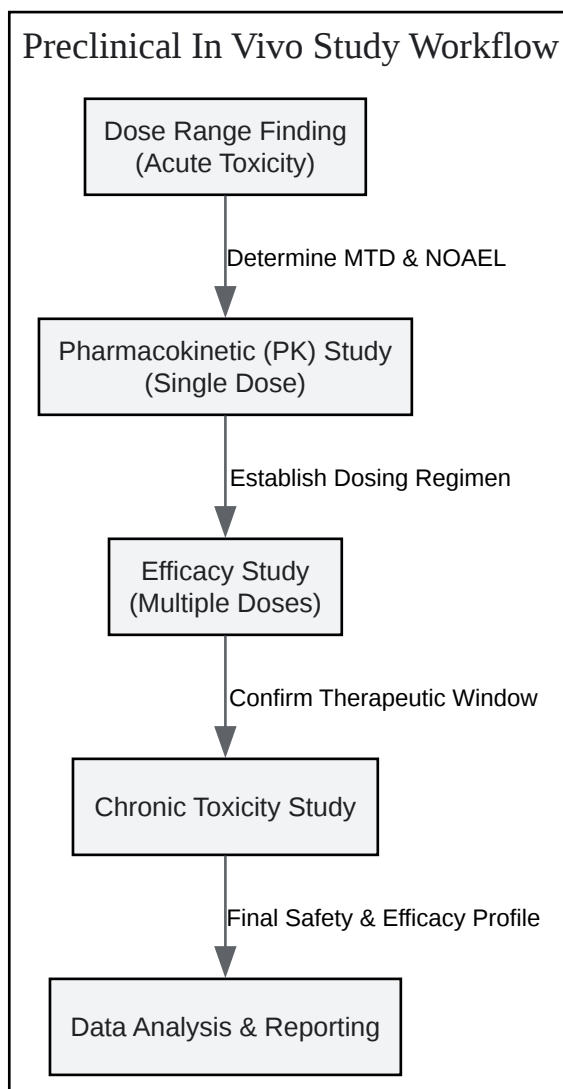 Preclinical In Vivo Study Workflow
Dose Range Finding
(Acute Toxicity)
Determine MTD & NOAEL
Pharmacokinetic (PK) Study
(Single Dose)
Establish Dosing Regimen
Efficacy Study
(Multiple Doses)
Confirm Therapeutic Window
Chronic Toxicity Study
Final Safety & Efficacy Profile
Data Analysis & Reporting